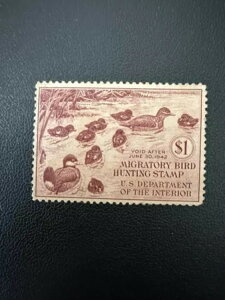 VOID AFTER
JUNE 30, 1942
$1
MIGRATORY BIRD
HUNTING STAMP
U S DEPARTMENT
OF THE INTERIOR